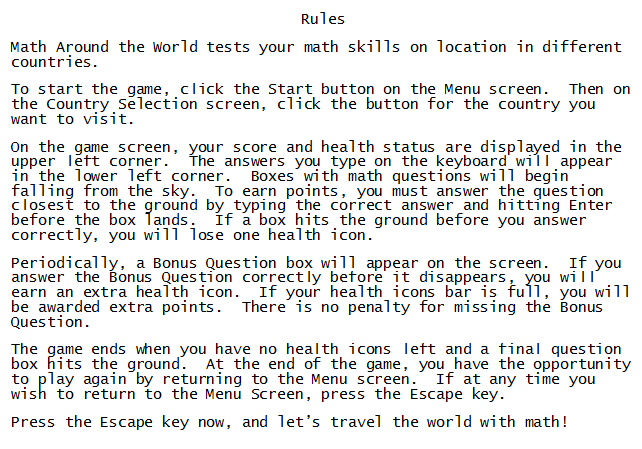 Rules
Math Around the World tests your math skills on location in different
countries.
To start the game, click the Start button on the Menu screen.  Then on
the Country Selection screen, click the button for the country you
want to visit.
On the game screen, your score and health status are displayed in the
upper left corner.  The answers you type on the keyboard will appear
in the lower left corner.  Boxes with math questions will begin
falling from the sky.  To earn points, you must answer the question
closest to the ground by typing the correct answer and hitting Enter
before the box lands.  If a box hits the ground before you answer
correctly, you will lose one health icon.
Periodically, a Bonus Question box will appear on the screen.  If you
answer the Bonus Question correctly before it disappears, you will
earn an extra health icon.  If your health icons bar is full, you will
be awarded extra points.  There is no penalty for missing the Bonus
Question.
The game ends when you have no health icons left and a final question
box hits the ground.  At the end of the game, you have the opportunity
to play again by returning to the Menu screen.  If at any time you
wish to return to the Menu Screen, press the Escape key.
Press the Escape key now, and let’s travel the world with math!